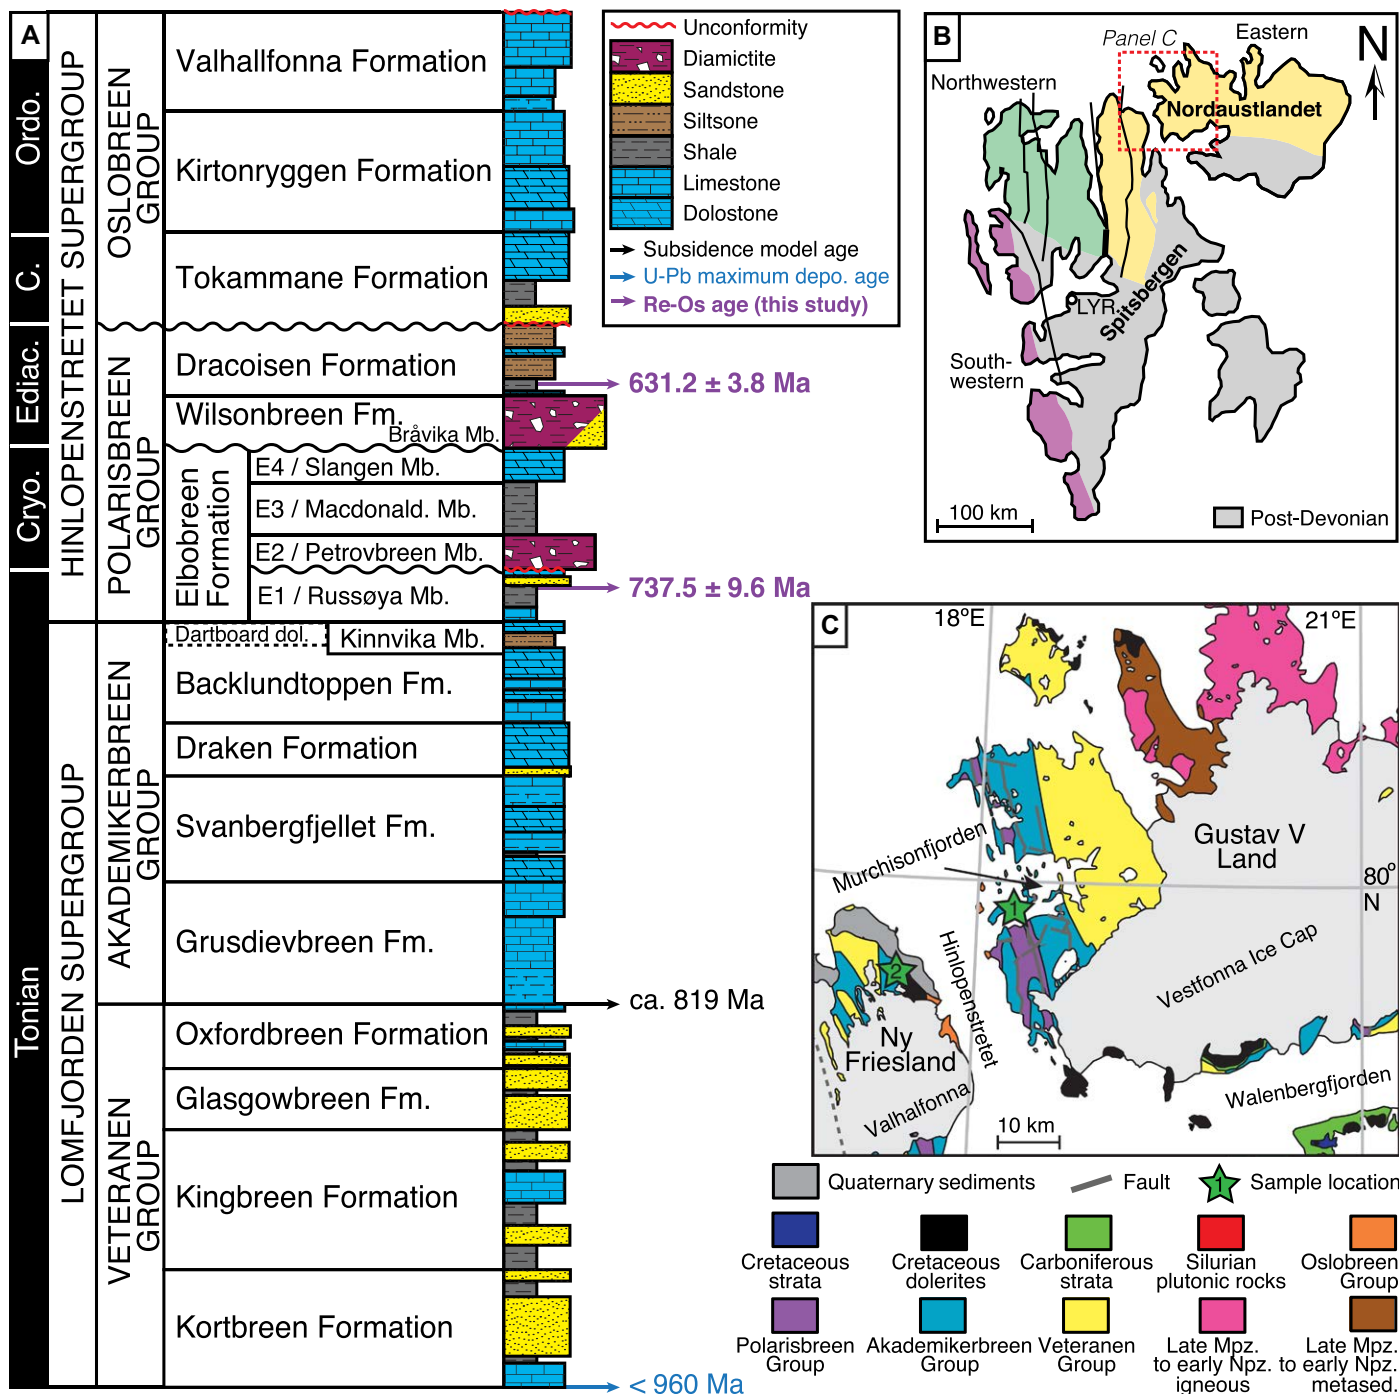 A
Ordo.
C.
Ediac.
Cryo.
Tonian
HINLOPENSTRETET SUPERGROUP
LOMFJORDEN SUPERGROUP
OSLOBREEN
GROUP
POLARISBREEN
GROUP
AKADEMIKERBREEN
GROUP
VETERANEN
GROUP
Valhallfonna Formation
Kirtonryggen Formation
Tokammane Formation
Dracoisen Formation
Wilsonbreen Fm.
Bråvika Mb.
Elbobreen
Formation
E4 / Slangen Mb.
E3 / Macdonald. Mb.
E2 / Petrovbreen Mb.
E1 / Russøya Mb.
Dartboard dol.
Kinnvika Mb.
Backlundtoppen Fm.
Draken Formation
Svanbergfjellet Fm.
Grusdievbreen Fm.
Oxfordbreen Formation
Glasgowbreen Fm.
Kingbreen Formation
Kortbreen Formation
631.2 ± 3.8 Ma
737.5 ± 9.6 Ma
ca. 819 Ma
< 960 Ma
Unconformity
Diamictite
Sandstone
Siltsone
Shale
Limestone
Dolostone
Subsidence model age
U-Pb maximum depo. age
Re-Os age (this study)
B
Panel C
Eastern
N
Northwestern
Nordaustlandet
LYR
Spitsbergen
South-
western
100 km
Post-Devonian
C
18°E
21°E
Murchisonfjorden
Gustav V
Land
80°
N
1
2
Hinlopenstretet
Vestfonna Ice Cap
Ny
Friesland
Valhalfonna
10 km
Walenbergfjorden
Quaternary sediments
Fault
1
Sample location
Cretaceous
strata
Cretaceous
dolerites
Carboniferous
strata
Silurian
plutonic rocks
Oslobreen
Group
Polarisbreen
Group
Akademikerbreen
Group
Veteranen
Group
Late Mpz.
to early Npz.
igneous
Late Mpz.
to early Npz.
metased.